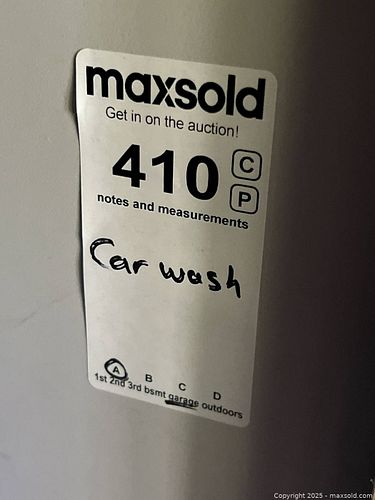 maxsold
Get in on the auction!
410 C
P
notes and measurements
Car wash
A B C D
1st 2nd 3rd bsmt garage outdoors
Copyright 2025 - maxsold.com